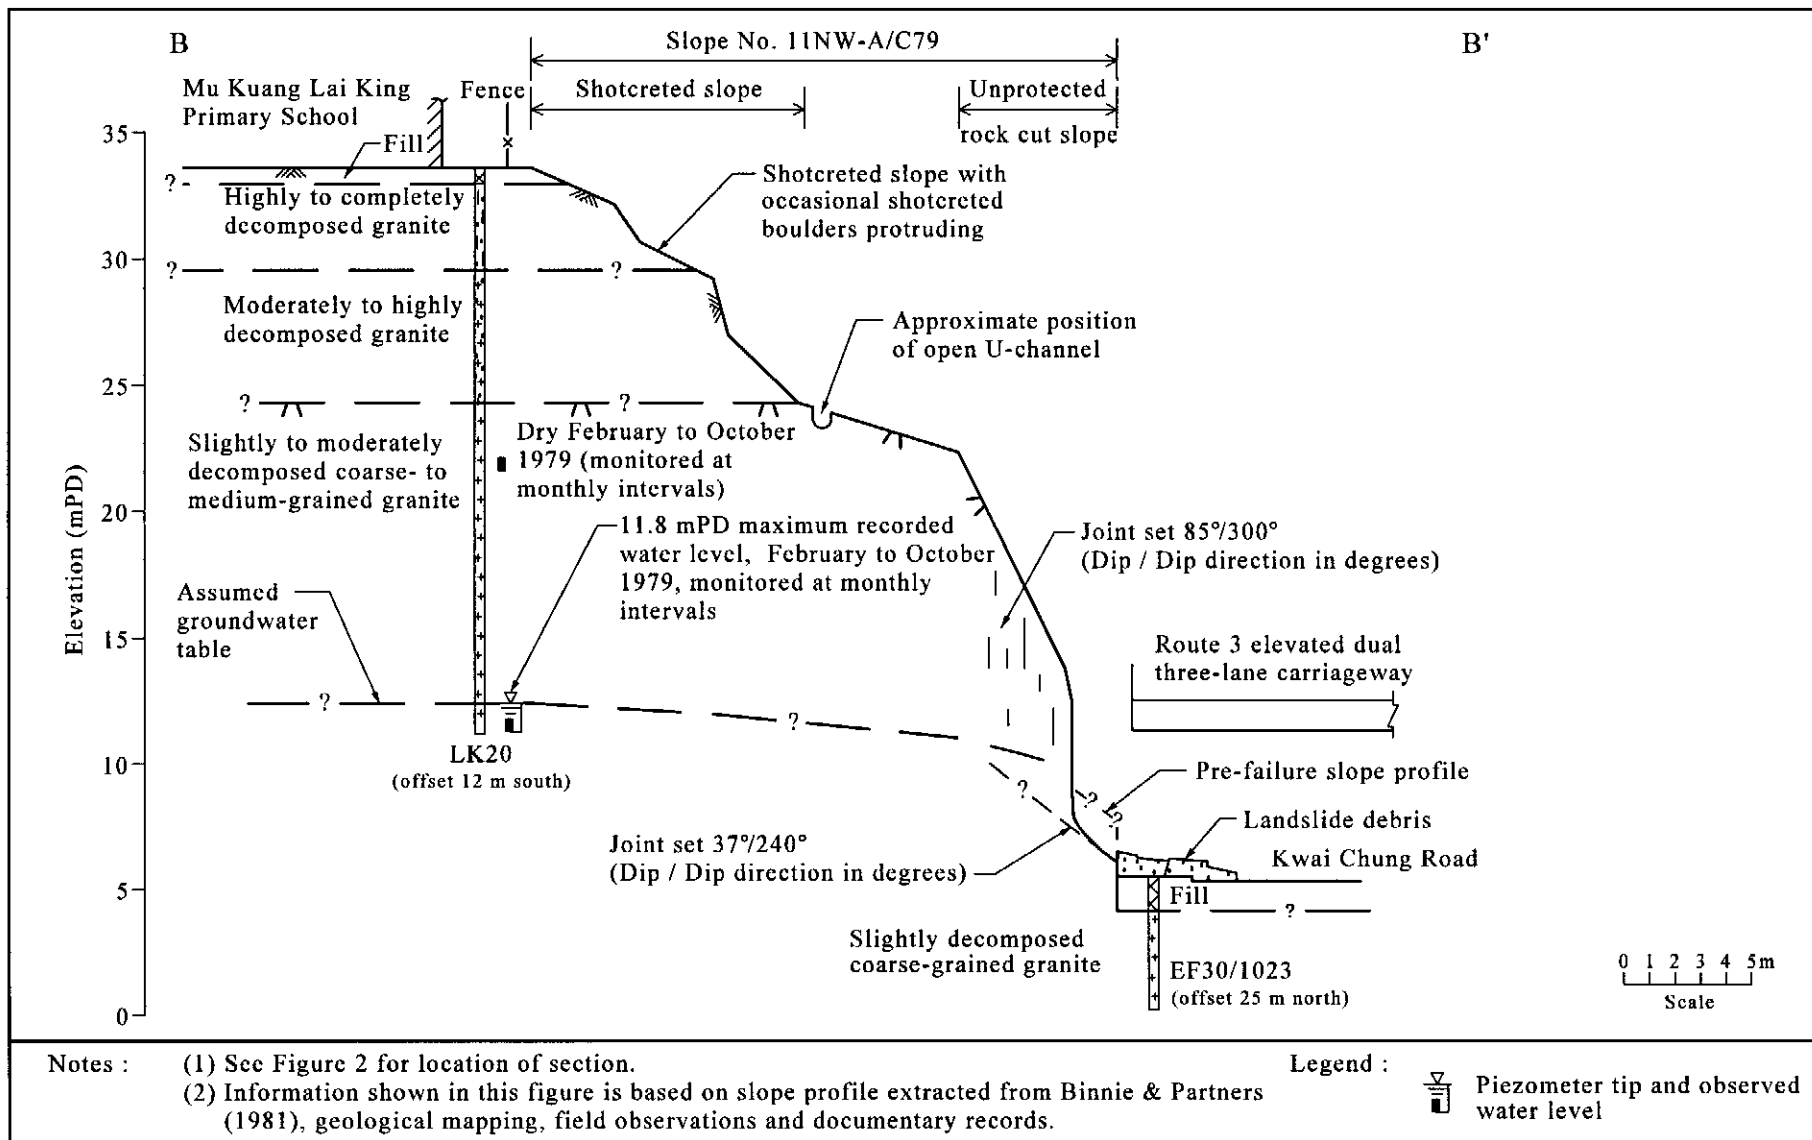 B
Slope No. 11NW-A/C79
B'
Mu Kuang Lai King
Primary School
Fence
Shotcreted slope
Unprotected
rock cut slope
35
30
25
20
15
10
5
0
Elevation (mPD)
Fill
?
Highly to completely
decomposed granite
Shotcreted slope with
occasional shotcreted
boulders protruding
?
?
Moderately to highly
decomposed granite
Approximate position
of open U-channel
?
?
Slightly to moderately
decomposed coarse- to
medium-grained granite
Dry February to October
1979 (monitored at
monthly intervals)
11.8 mPD maximum recorded
water level, February to October
1979, monitored at monthly
intervals
Joint set 85°/300°
(Dip / Dip direction in degrees)
Assumed
groundwater
table
Route 3 elevated dual
three-lane carriageway
?
?
LK20
(offset 12 m south)
Pre-failure slope profile
?
?
?
Landslide debris
Joint set 37°/240°
(Dip / Dip direction in degrees)
Kwai Chung Road
Fill
?
Slightly decomposed
coarse-grained granite
EF30/1023
(offset 25 m north)
0 1 2 3 4 5m
Scale
Notes :
(1) See Figure 2 for location of section.
(2) Information shown in this figure is based on slope profile extracted from Binnie & Partners
(1981), geological mapping, field observations and documentary records.
Legend :
Piezometer tip and observed
water level